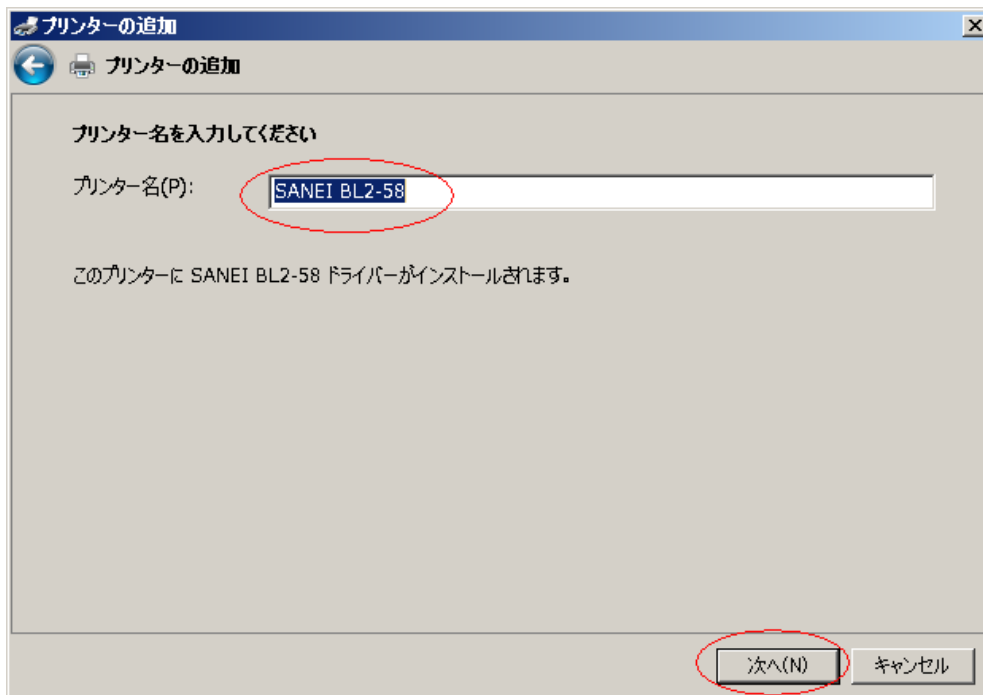 プリンターの追加
プリンターの追加
プリンター名を入力してください
プリンター名(P): SANEI BL2-58
このプリンターに SANEI BL2-58 ドライバーがインストールされます。
次へ(N) キャンセル